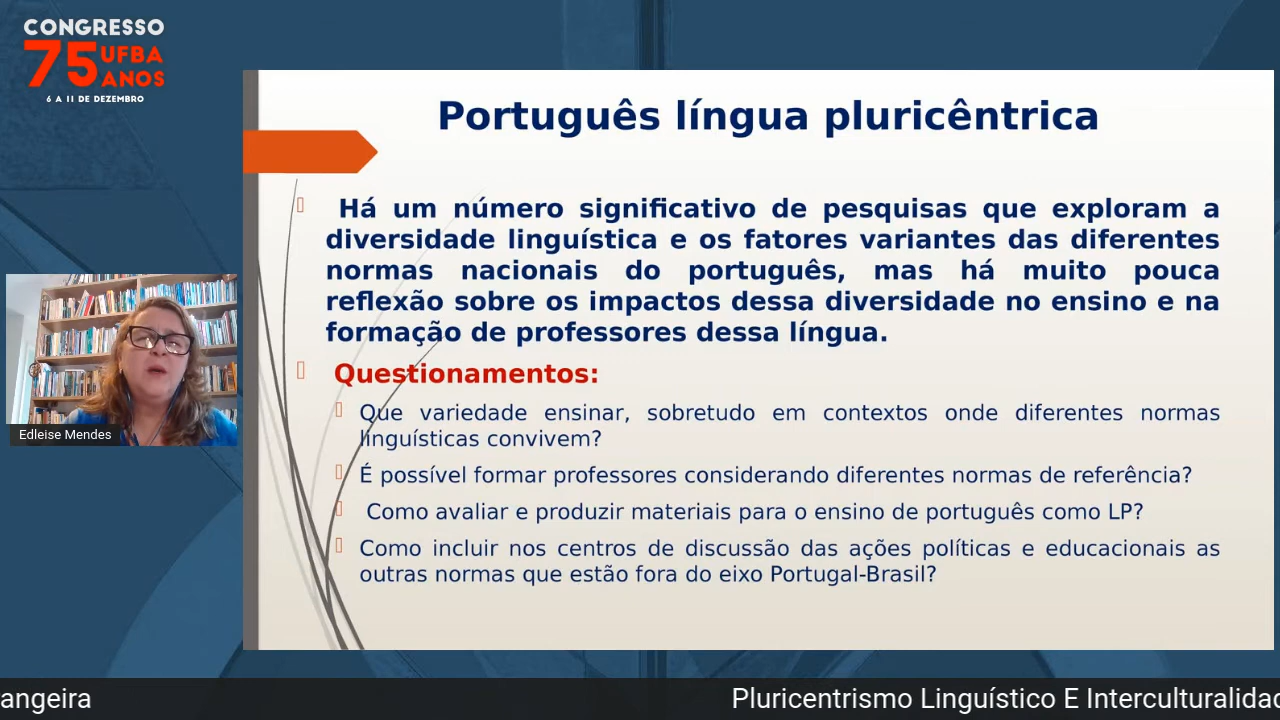 CONGRESSO
75 UFBA
ANOS
6 A 11 DE DEZEMBRO
Português língua pluricêntrica
Há um número significativo de pesquisas que exploram a
diversidade linguística e os fatores variantes das diferentes
normas nacionais do português, mas há muito pouca
reflexão sobre os impactos dessa diversidade no ensino e na
formação de professores dessa língua.
Questionamentos:
Que variedade ensinar, sobretudo em contextos onde diferentes normas
linguísticas convivem?
É possível formar professores considerando diferentes normas de referência?
Como avaliar e produzir materiais para o ensino de português como LP?
Como incluir nos centros de discussão das ações políticas e educacionais as
outras normas que estão fora do eixo Portugal-Brasil?
Edleise Mendes
angeira
Pluricentrismo Linguístico E Interculturalidad